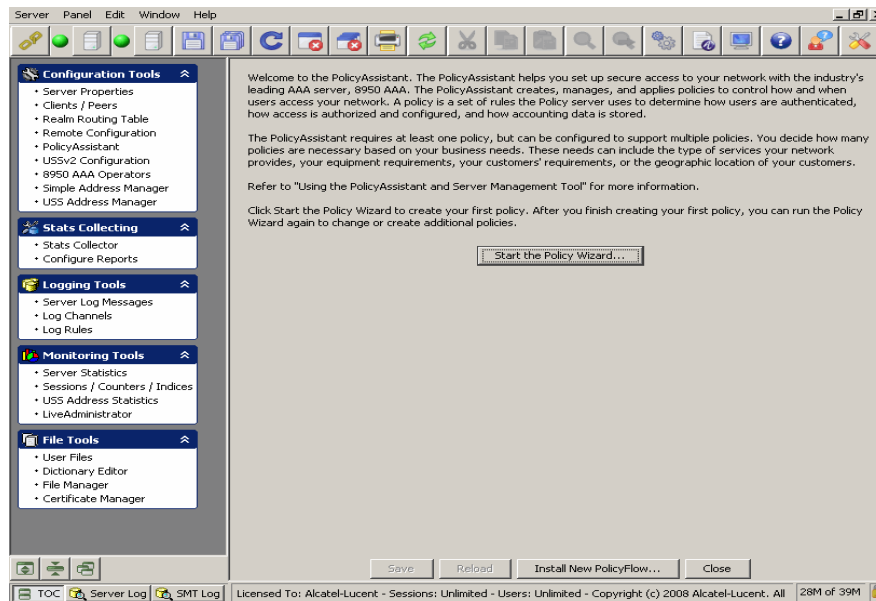 Server Panel Edit Window Help
Configuration Tools
Server Properties
Clients / Peers
Realm Routing Table
Remote Configuration
PolicyAssistant
USSv2 Configuration
8950 AAA Operators
Simple Address Manager
USS Address Manager
Stats Collecting
Stats Collector
Configure Reports
Logging Tools
Server Log Messages
Log Channels
Log Rules
Monitoring Tools
Server Statistics
Sessions / Counters / Indices
USS Address Statistics
LiveAdministrator
File Tools
User Files
Dictionary Editor
File Manager
Certificate Manager
Welcome to the PolicyAssistant. The PolicyAssistant helps you set up secure access to your network with the industry's
leading AAA server, 8950 AAA. The PolicyAssistant creates, manages, and applies policies to control how and when
users access your network. A policy is a set of rules the Policy server uses to determine how users are authenticated,
how access is authorized and configured, and how accounting data is stored.
The PolicyAssistant requires at least one policy, but can be configured to support multiple policies. You decide how many
policies are necessary based on your business needs. These needs can include the type of services your network
provides, your equipment requirements, your customers' requirements, or the geographic location of your customers.
Refer to "Using the PolicyAssistant and Server Management Tool" for more information.
Click Start the Policy Wizard to create your first policy. After you finish creating your first policy, you can run the Policy
Wizard again to change or create additional policies.
Start the Policy Wizard...
Save Reload Install New PolicyFlow... Close
TOC Server Log SMT Log Licensed To: Alcatel-Lucent - Sessions: Unlimited - Users: Unlimited - Copyright (c) 2008 Alcatel-Lucent. All 28M of 39M